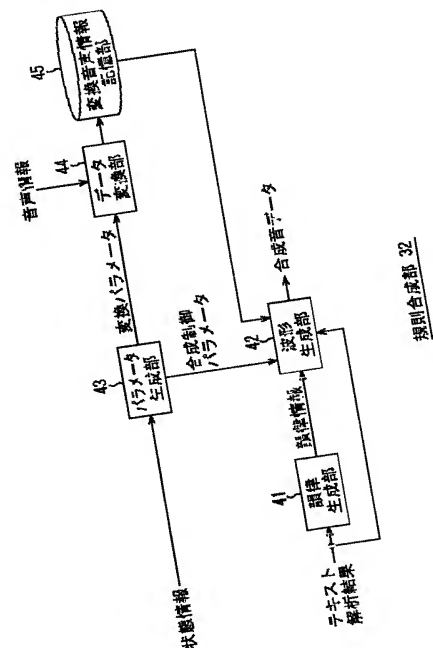 音声情報
45
変換音声情報
記憶部
44
データ
変換部
変換パラメータ
43
パラメータ
生成部
状態情報
合成制御
パラメータ
42
波形
生成部
合成音データ
韻律情報
41
韻律
生成部
テキスト
解析結果
規則合成部 32